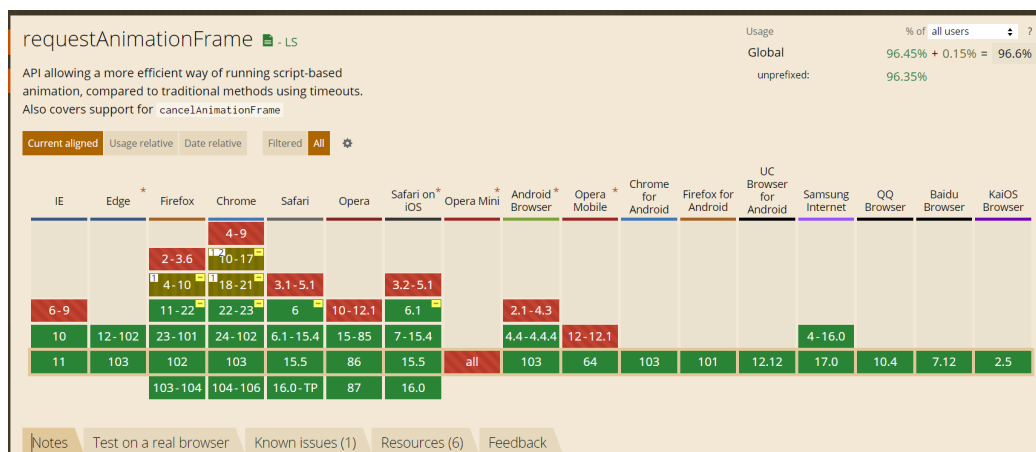 requestAnimationFrame - LS
Usage % of all users ?
Global 96.45% + 0.15% = 96.6%
unprefixed: 96.35%
API allowing a more efficient way of running script-based
animation, compared to traditional methods using timeouts.
Also covers support for cancelAnimationFrame
Current aligned Usage relative Date relative Filtered All
IE Edge * Firefox Chrome Safari Opera Safari on iOS * Opera Mini * Android Browser * Opera Mobile * Chrome for Android Firefox for Android UC Browser for Android Samsung Internet QQ Browser Baidu Browser KaiOS Browser
4-9
2-3.6 1 2 10-17
1 4-10 1 18-21 3.1-5.1 3.2-5.1
6-9 11-22 22-23 6 10-12.1 6.1 2.1-4.3
10 12-102 23-101 24-102 6.1-15.4 15-85 7-15.4 4.4-4.4.4 12-12.1 4-16.0
11 103 102 103 15.5 86 15.5 all 103 64 103 101 12.12 17.0 10.4 7.12 2.5
103-104 104-106 16.0-TP 87 16.0
Notes Test on a real browser Known issues (1) Resources (6) Feedback